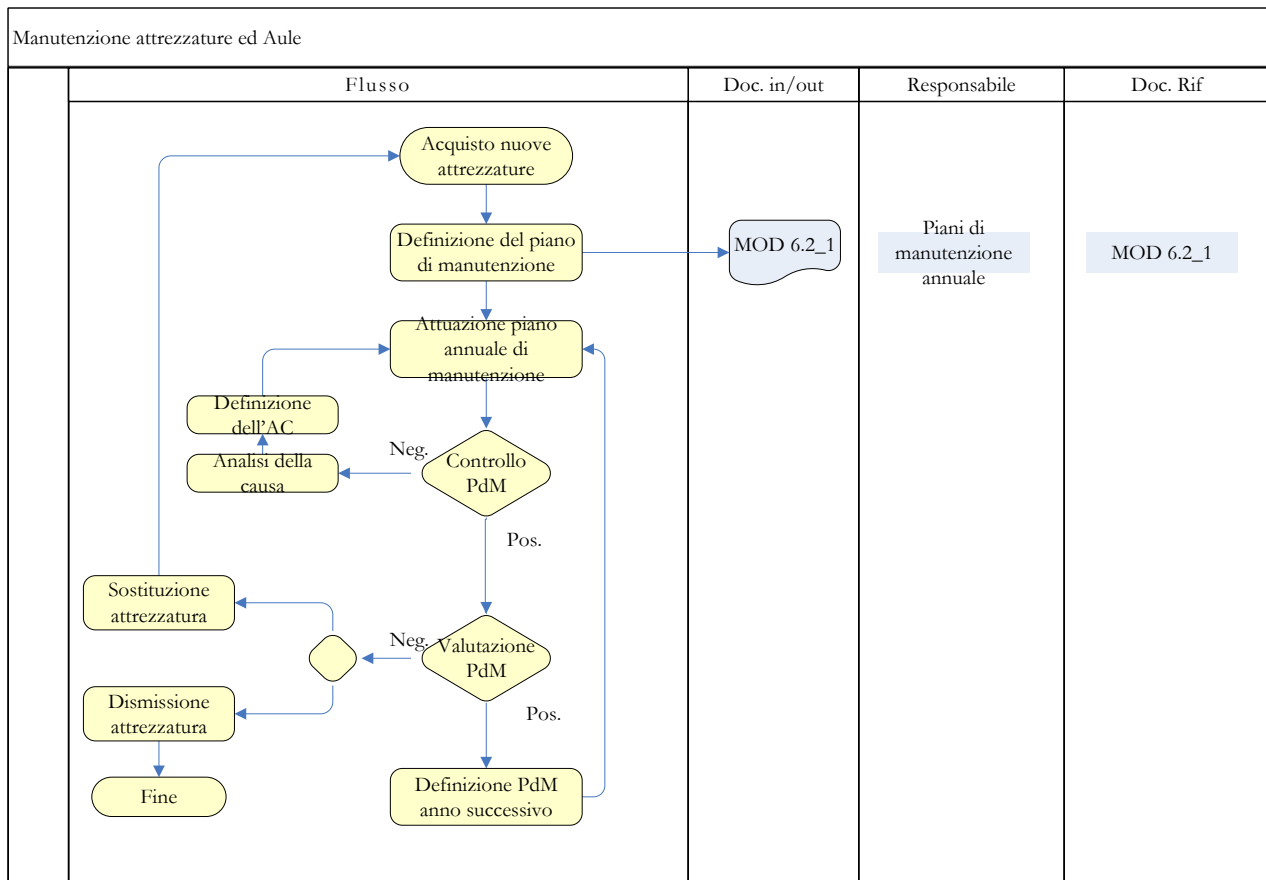 Manutenzione attrezzature ed Aule
Flusso
Doc. in/out
Responsabile
Doc. Rif
Acquisto nuove
attrezzature
Definizione del piano
di manutenzione
MOD 6.2_1
Piani di
manutenzione
annuale
MOD 6.2_1
Attuazione piano
annuale di
manutenzione
Definizione
dell'AC
Neg.
Analisi della
causa
Controllo
PdM
Pos.
Sostituzione
attrezzatura
Neg.
Valutazione
PdM
Dismissione
attrezzatura
Pos.
Fine
Definizione PdM
anno successivo